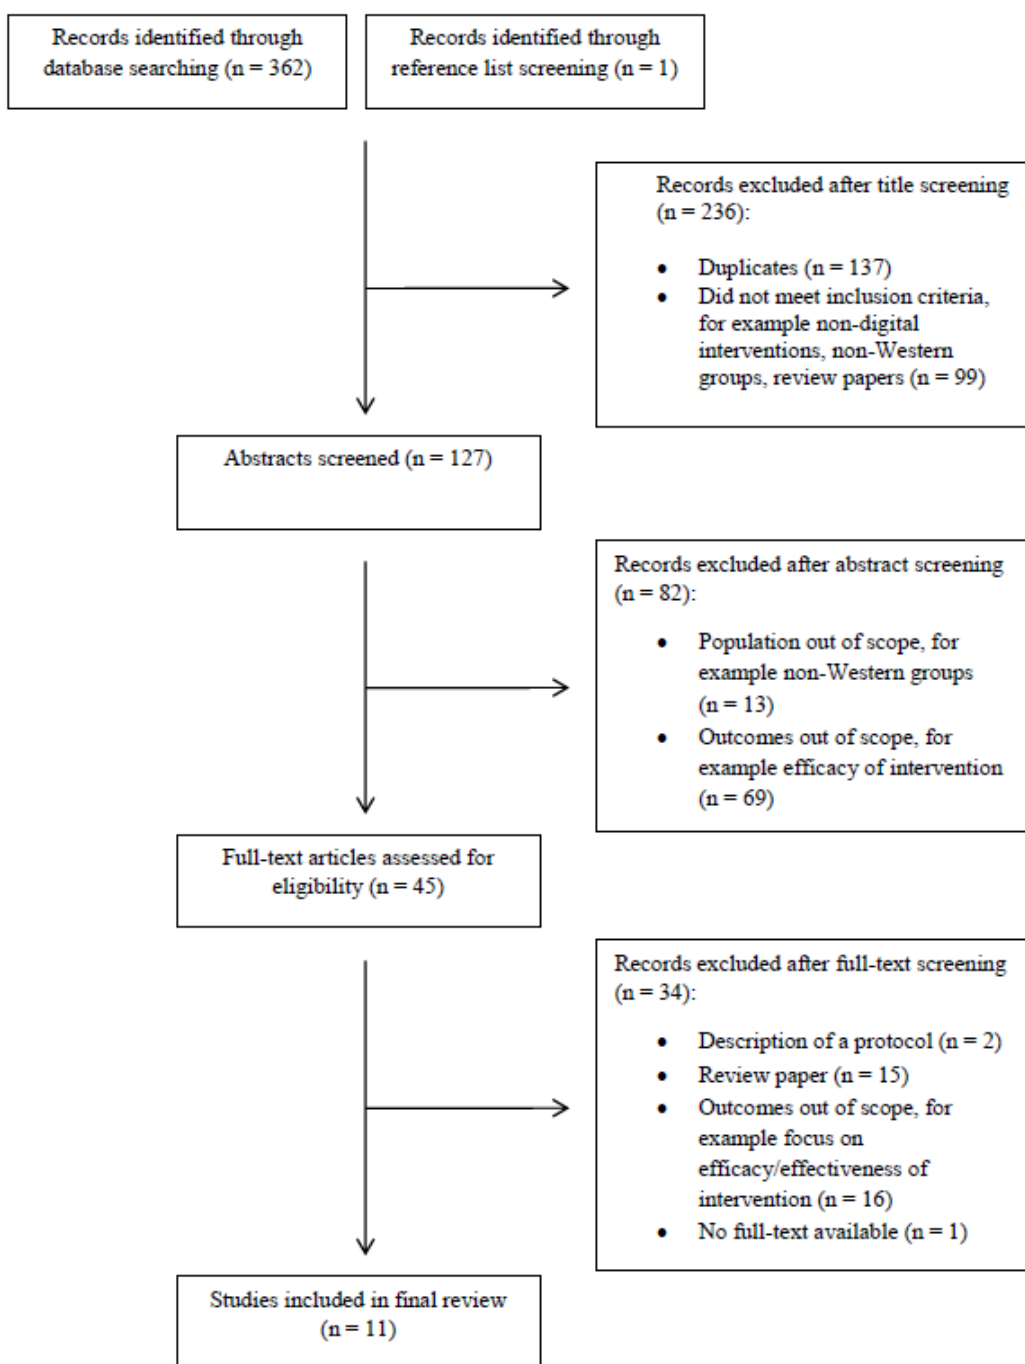 Records identified through
database searching (n = 362)
Records identified through
reference list screening (n = 1)
Records excluded after title screening
(n = 236):
• Duplicates (n = 137)
• Did not meet inclusion criteria,
for example non-digital
interventions, non-Western
groups, review papers (n = 99)
Abstracts screened (n = 127)
Records excluded after abstract screening
(n = 82):
• Population out of scope, for
example non-Western groups
(n = 13)
• Outcomes out of scope, for
example efficacy of intervention
(n = 69)
Full-text articles assessed for
eligibility (n = 45)
Records excluded after full-text screening
(n = 34):
• Description of a protocol (n = 2)
• Review paper (n = 15)
• Outcomes out of scope, for
example focus on
efficacy/effectiveness of
intervention (n = 16)
• No full-text available (n = 1)
Studies included in final review
(n = 11)